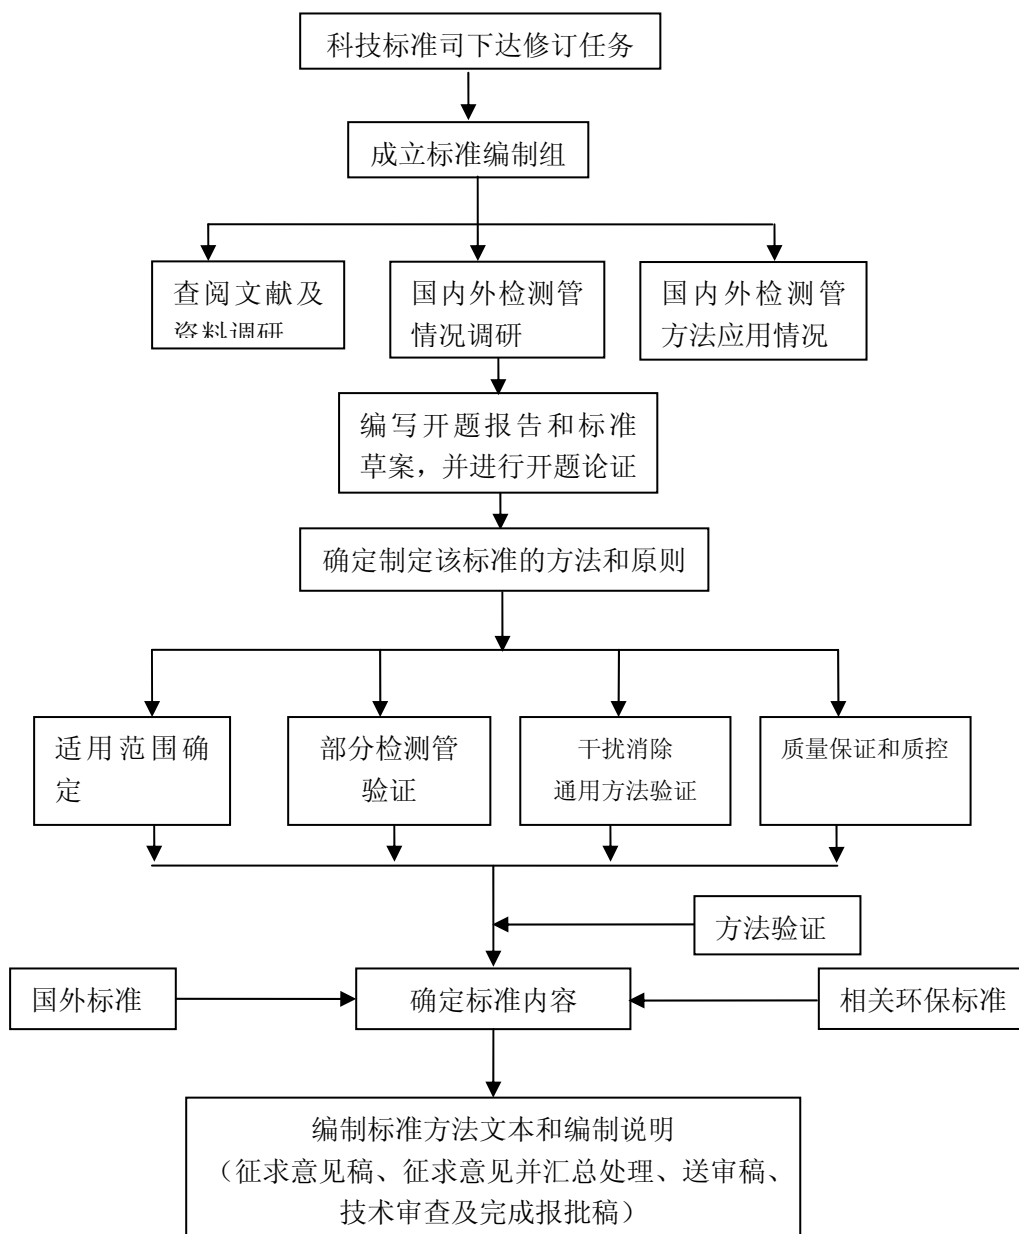 科技标准司下达修订任务
成立标准编制组
查阅文献及
资料调研
国内外检测管
情况调研
国内外检测管
方法应用情况
编写开题报告和标准
草案，并进行开题论证
确定制定该标准的方法和原则
适用范围确
定
部分检测管
验证
干扰消除
通用方法验证
质量保证和质控
方法验证
国外标准
确定标准内容
相关环保标准
编制标准方法文本和编制说明
（征求意见稿、征求意见并汇总处理、送审稿、
技术审查及完成报批稿）